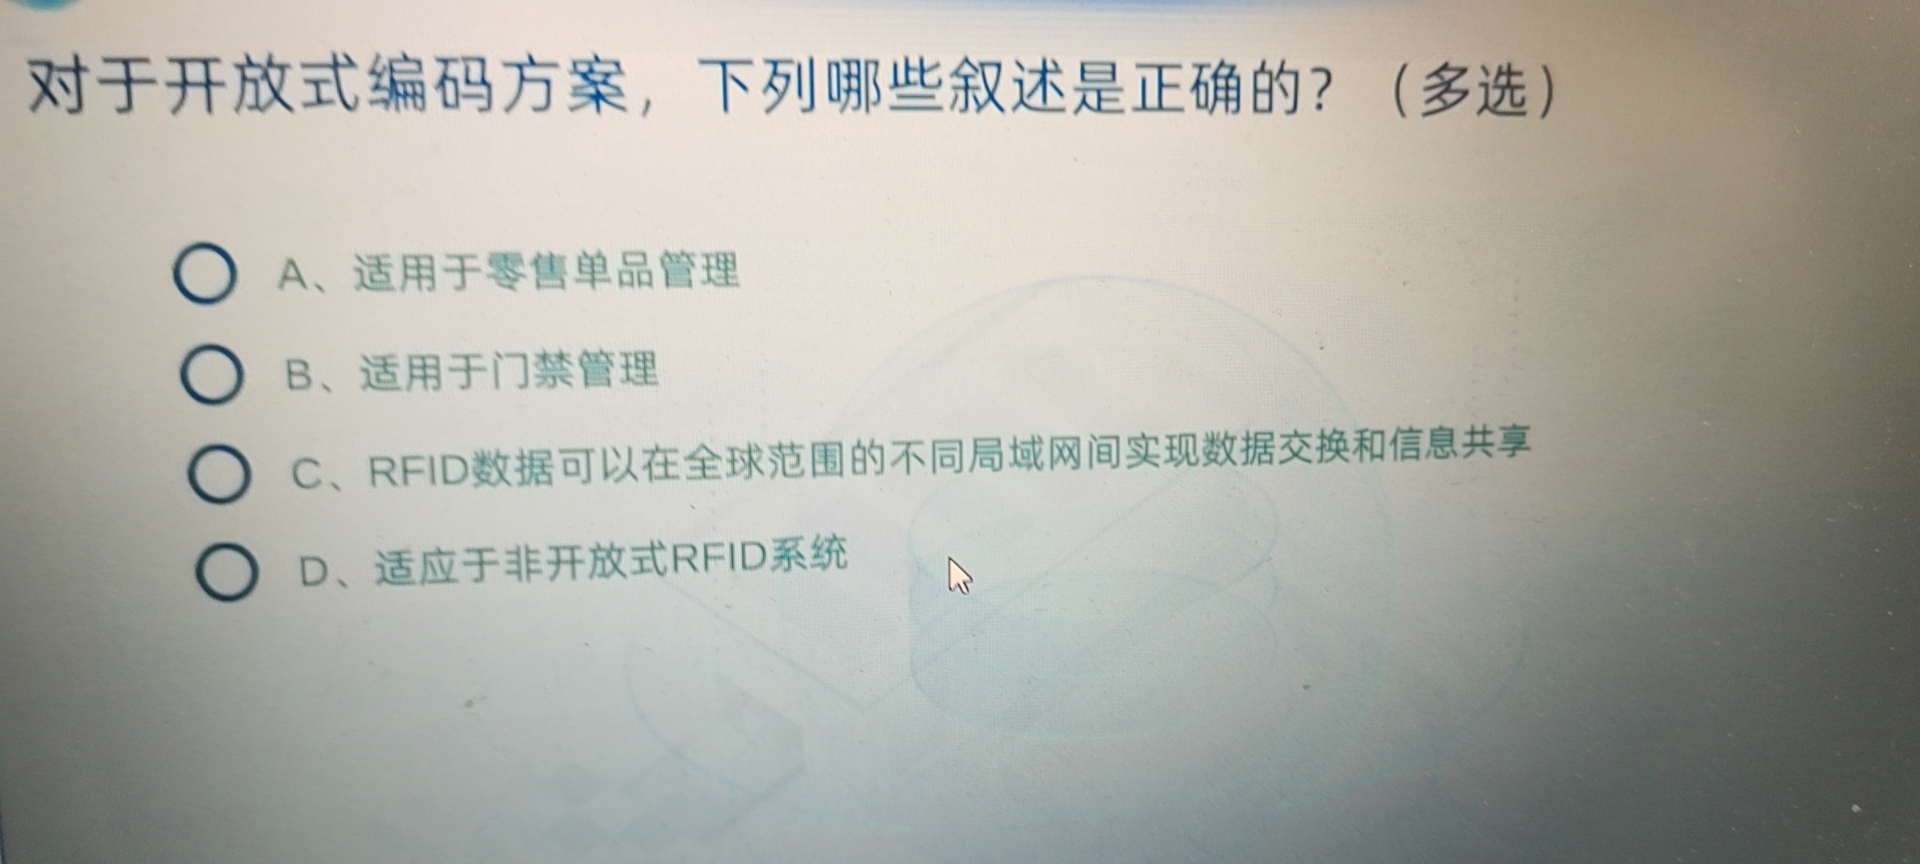 对于开放式编码方案，下列哪些叙述是正确的？（多选）
A、适用于零售单品管理
B、适用于门禁管理
C、RFID数据可以在全球范围的不同局域网间实现数据交换和信息共享
D、适应于非开放式RFID系统